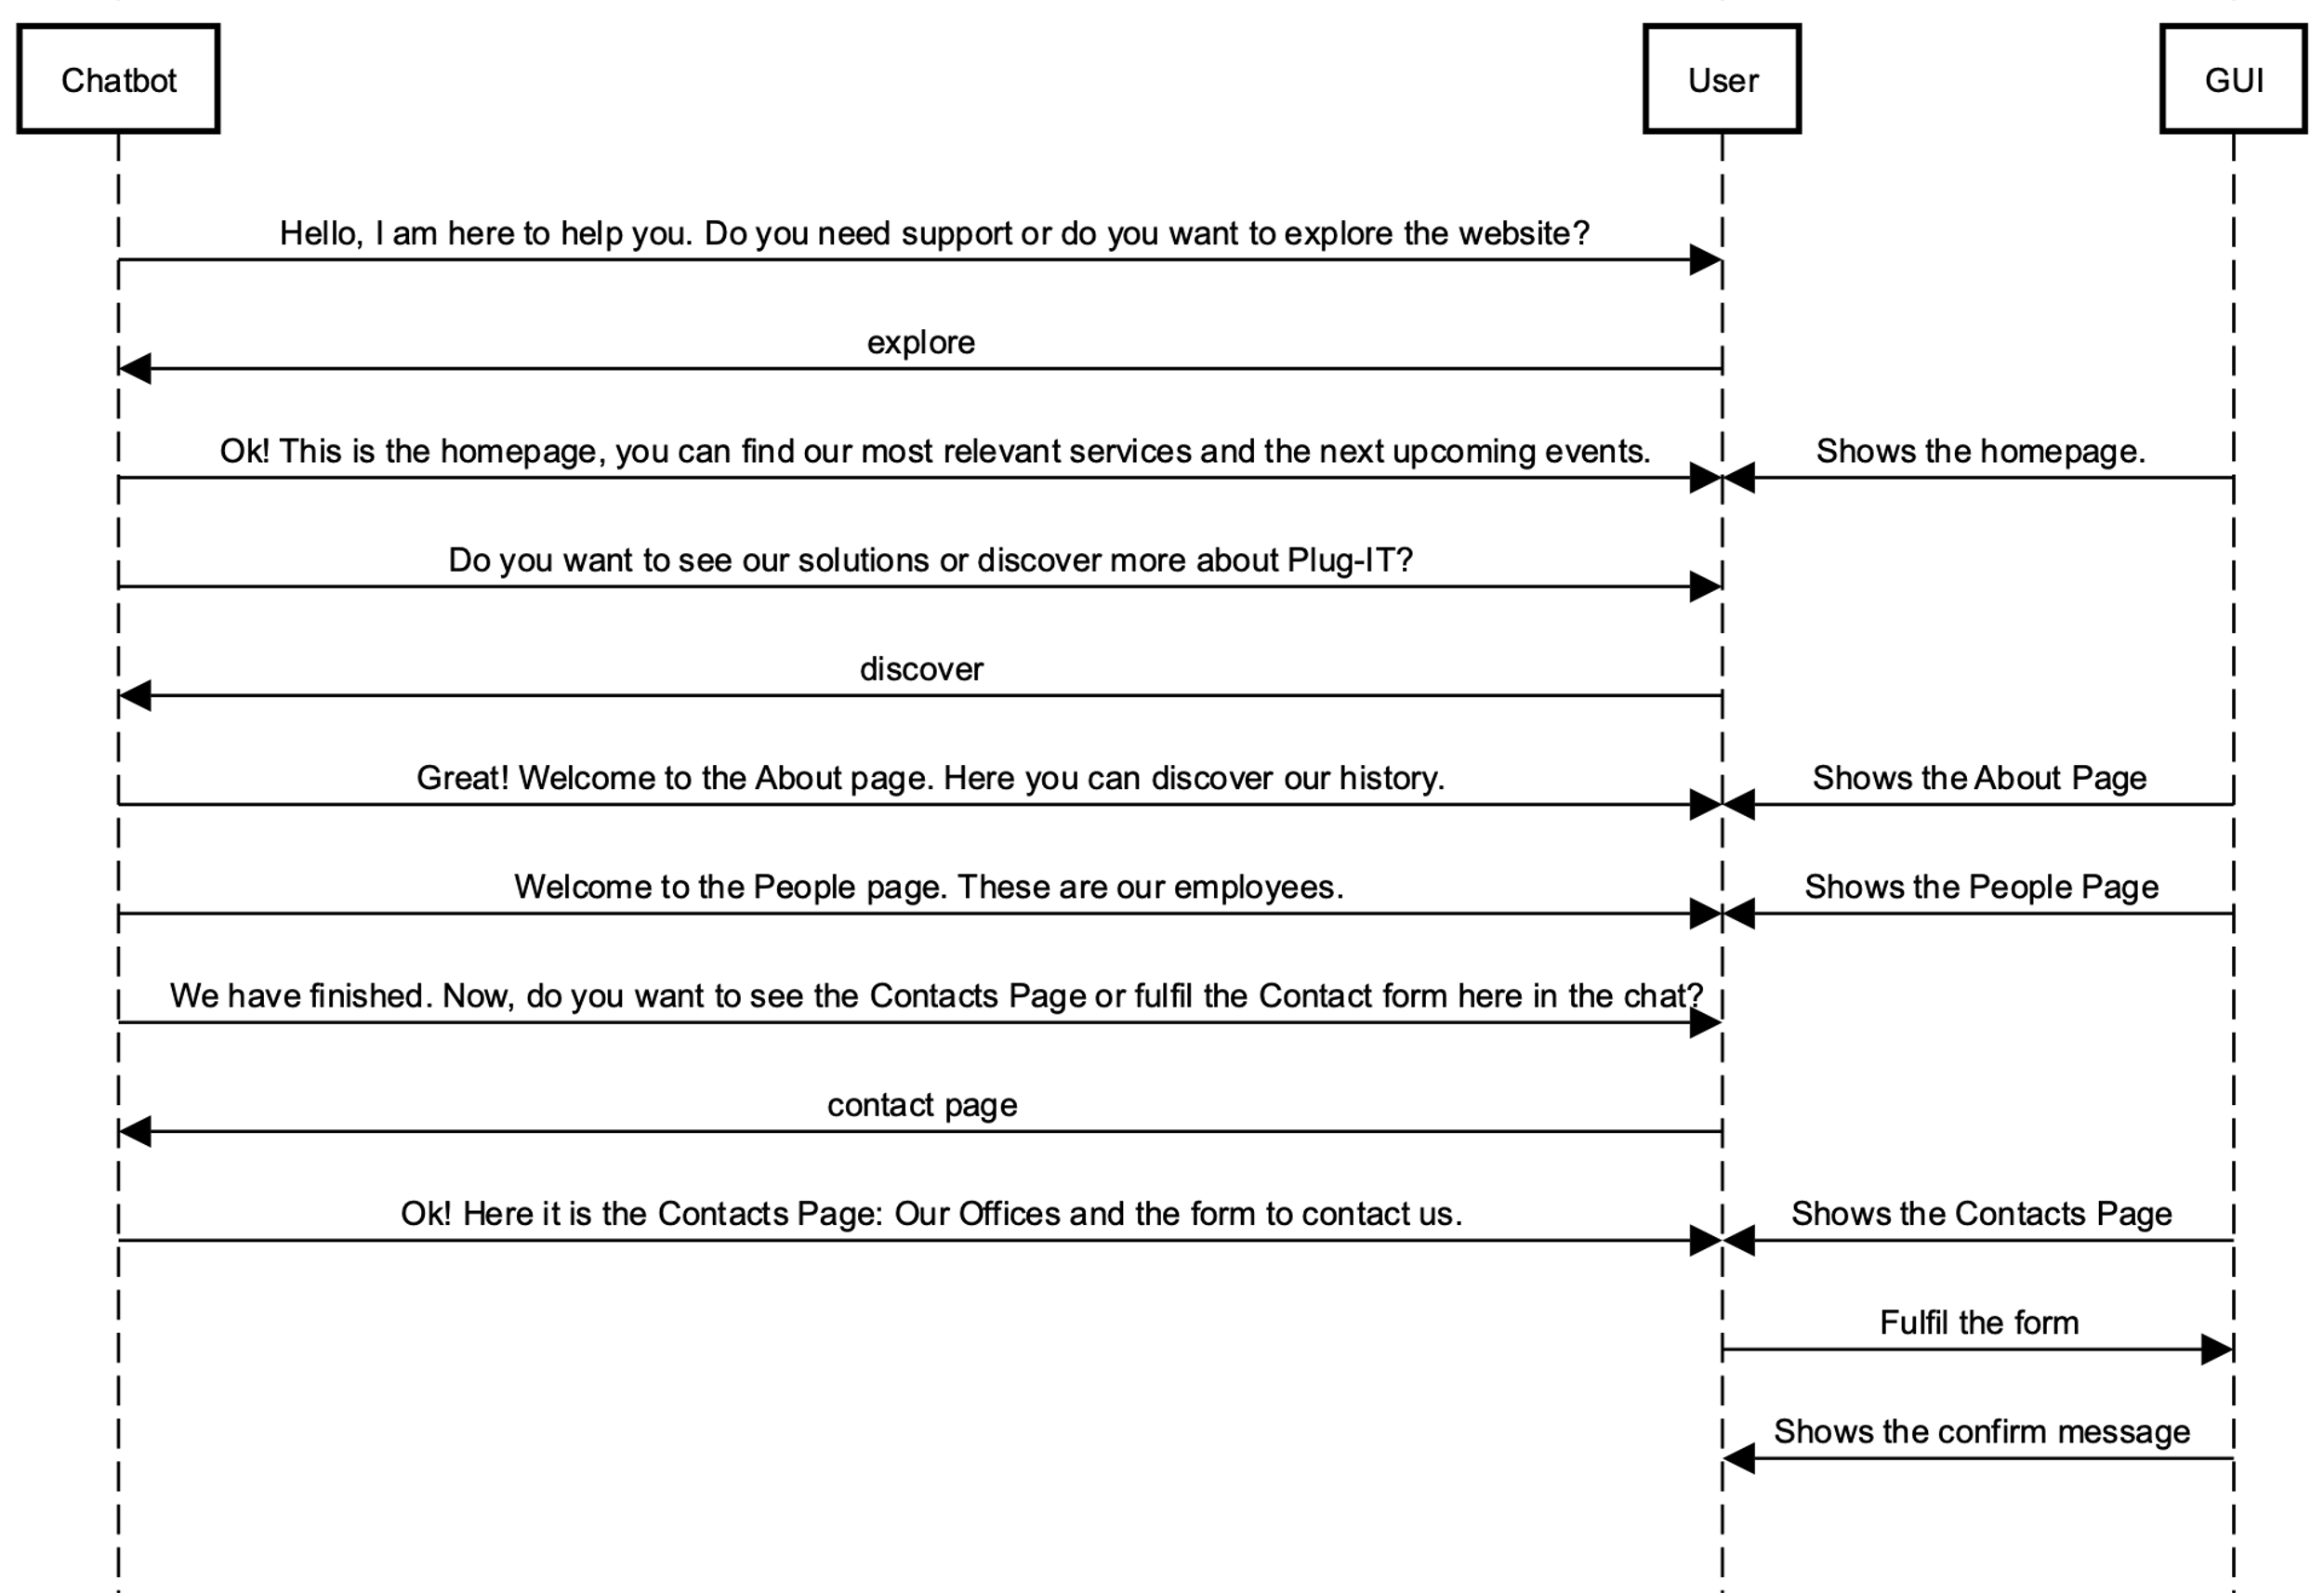 Chatbot
User
GUI
Hello, I am here to help you. Do you need support or do you want to explore the website?
explore
Ok! This is the homepage, you can find our most relevant services and the next upcoming events.
Shows the homepage.
Do you want to see our solutions or discover more about Plug-IT?
discover
Great! Welcome to the About page. Here you can discover our history.
Shows the About Page
Welcome to the People page. These are our employees.
Shows the People Page
We have finished. Now, do you want to see the Contacts Page or fulfil the Contact form here in the chat?
contact page
Ok! Here it is the Contacts Page: Our Offices and the form to contact us.
Shows the Contacts Page
Fulfil the form
Shows the confirm message